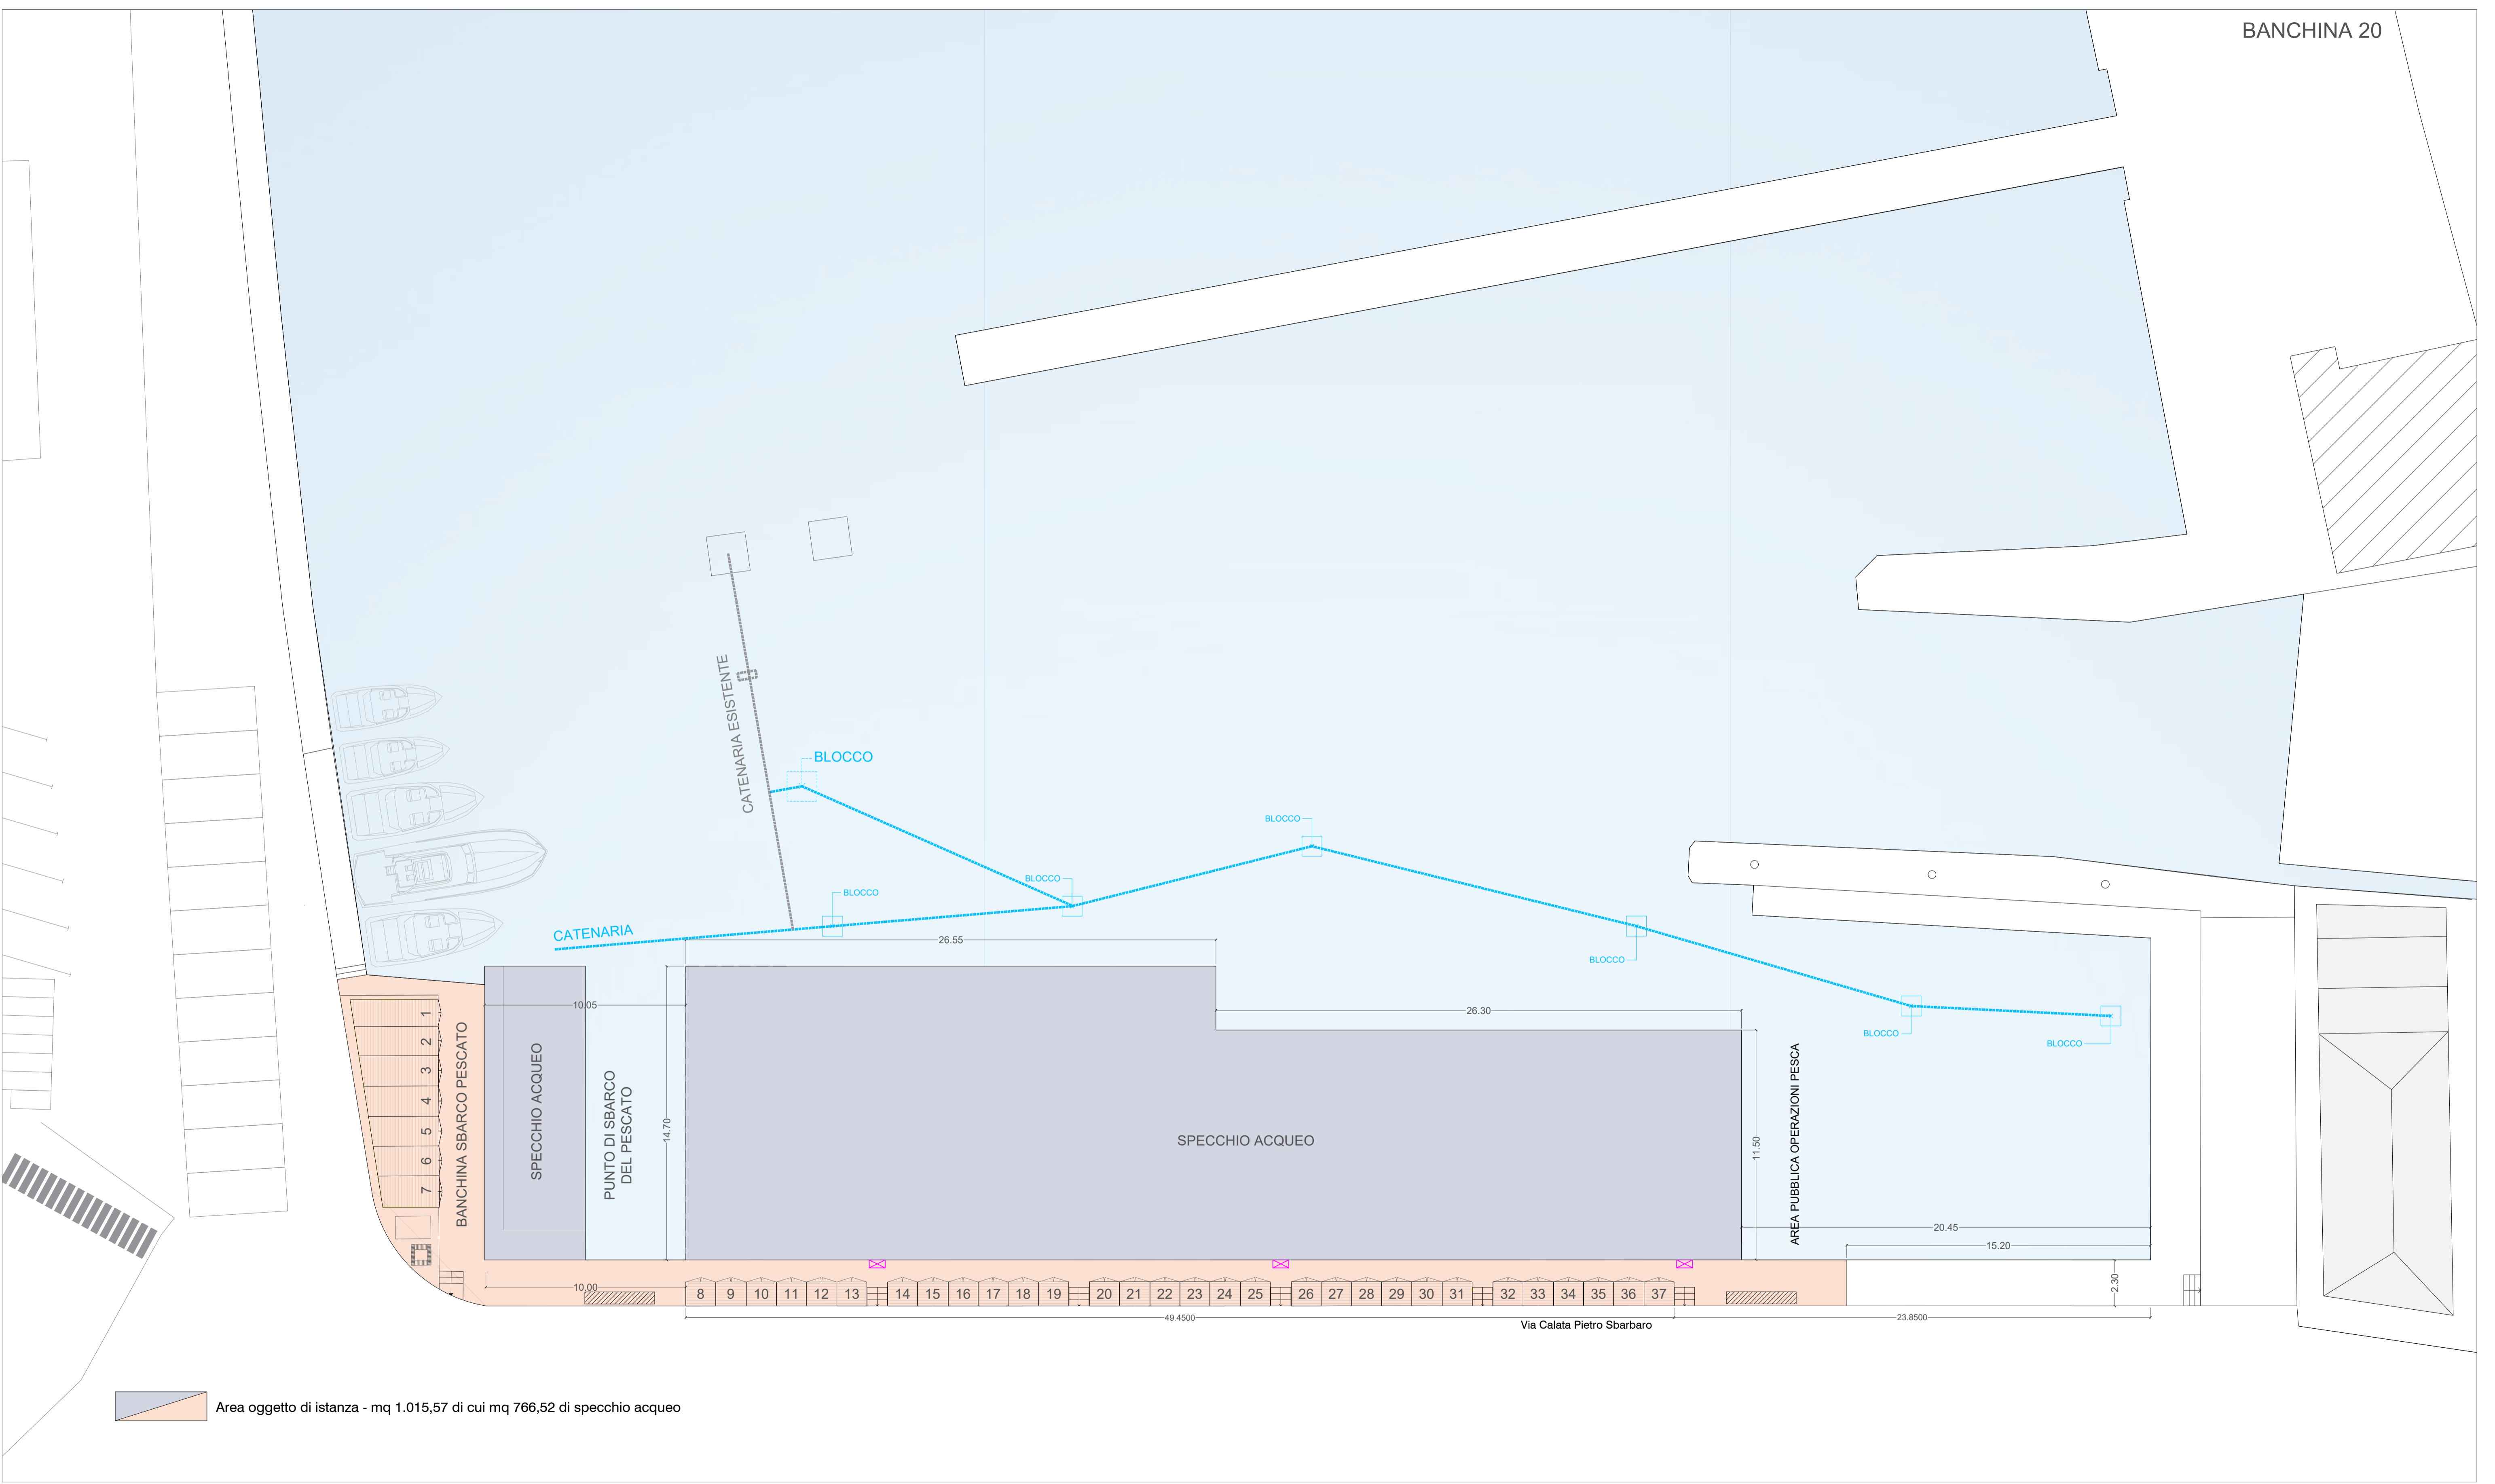 BANCHINA 20
CATENARIA ESISTENTE
BLOCCO
BLOCCO
BLOCCO
BLOCCO
CATENARIA
BLOCCO
BLOCCO
BLOCCO
26.55
10.05
26.30
14.70
11.50
20.45
15.20
2.30
1
2
3
4
5
6
7
BANCHINA SBARCO PESCATO
SPECCHIO ACQUEO
PUNTO DI SBARCO
DEL PESCATO
SPECCHIO ACQUEO
AREA PUBBLICA OPERAZIONI PESCA
10.00
8 9 10 11 12 13 14 15 16 17 18 19 20 21 22 23 24 25 26 27 28 29 30 31 32 33 34 35 36 37
49.4500
23.8500
Via Calata Pietro Sbarbaro
Area oggetto di istanza - mq 1.015,57 di cui mq 766,52 di specchio acqueo